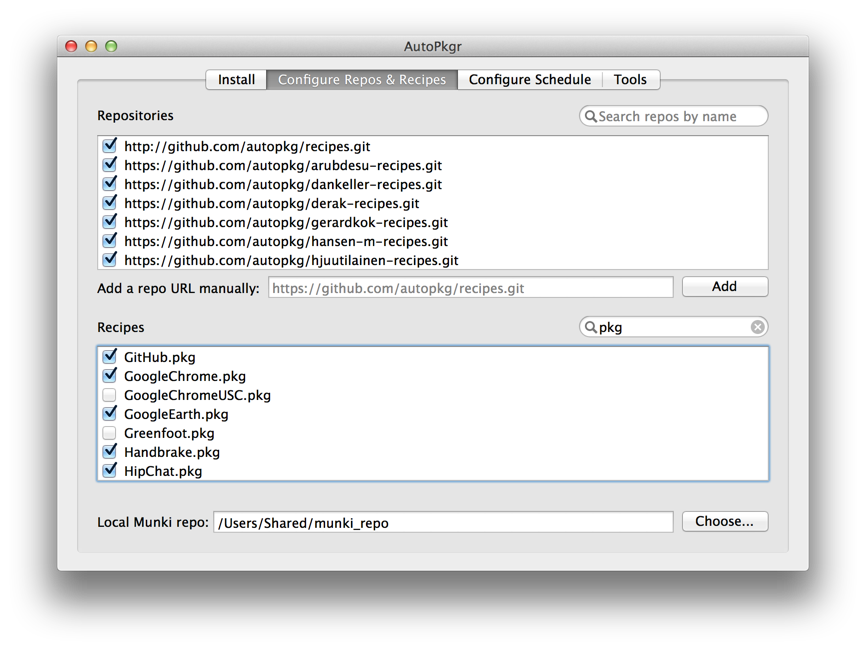 AutoPkgr
Install Configure Repos & Recipes Configure Schedule Tools
Repositories
Search repos by name
http://github.com/autopkg/recipes.git
https://github.com/autopkg/arubdesu-recipes.git
https://github.com/autopkg/dankeller-recipes.git
https://github.com/autopkg/derak-recipes.git
https://github.com/autopkg/gerardkok-recipes.git
https://github.com/autopkg/hansen-m-recipes.git
https://github.com/autopkg/hjuutilainen-recipes.git
Add a repo URL manually: https://github.com/autopkg/recipes.git Add
Recipes
pkg
GitHub.pkg
GoogleChrome.pkg
GoogleChromeUSC.pkg
GoogleEarth.pkg
Greenfoot.pkg
Handbrake.pkg
HipChat.pkg
Local Munki repo: /Users/Shared/munki_repo Choose...